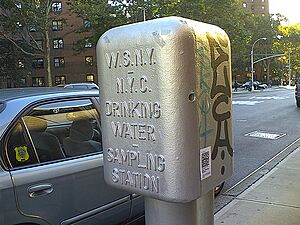 W.S.N.Y.
–
N.Y.C.
DRINKING
WATER
–
SAMPLING
STATION